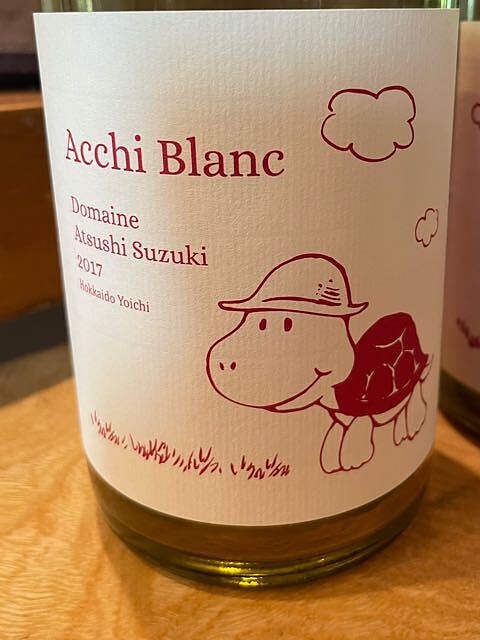 Acchi Blanc
Domaine
Atsushi Suzuki
2017
Hokkaido Yoichi